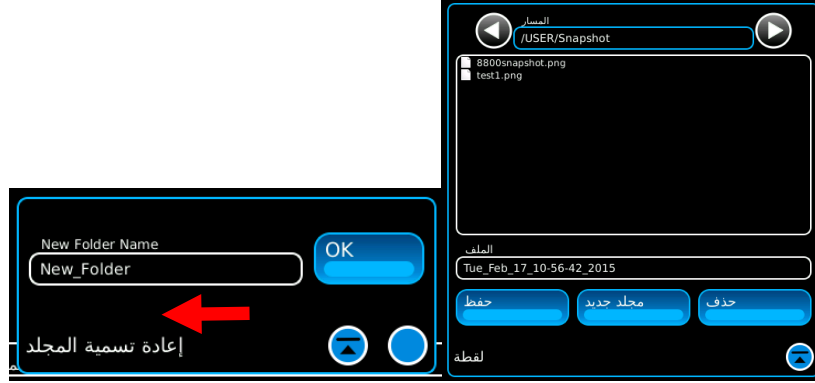 New Folder Name
OK
New_Folder
إعادة تسمية المجلد
المسار
/USER/Snapshot
8800snapshot.png
test1.png
الملف
Tue_Feb_17_10-56-42_2015
حفظ
مجلد جديد
حذف
لقطة